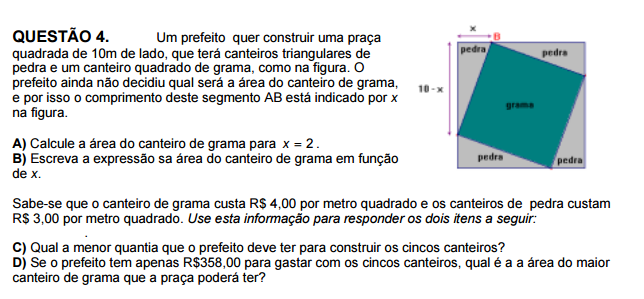 QUESTÃO 4. Um prefeito quer construir uma praça
quadrada de 10m de lado, que terá canteiros triangulares de
pedra e um canteiro quadrado de grama, como na figura. O
prefeito ainda não decidiu qual será a área do canteiro de grama,
e por isso o comprimento deste segmento AB está indicado por x
na figura.
A) Calcule a área do canteiro de grama para x = 2 .
B) Escreva a expressão sa área do canteiro de grama em função
de x.
x
B
pedra
pedra
10 - x
grama
pedra
pedra
Sabe-se que o canteiro de grama custa R$ 4,00 por metro quadrado e os canteiros de pedra custam
R$ 3,00 por metro quadrado. Use esta informação para responder os dois itens a seguir:
C) Qual a menor quantia que o prefeito deve ter para construir os cincos canteiros?
D) Se o prefeito tem apenas R$358,00 para gastar com os cincos canteiros, qual é a a área do maior
canteiro de grama que a praça poderá ter?